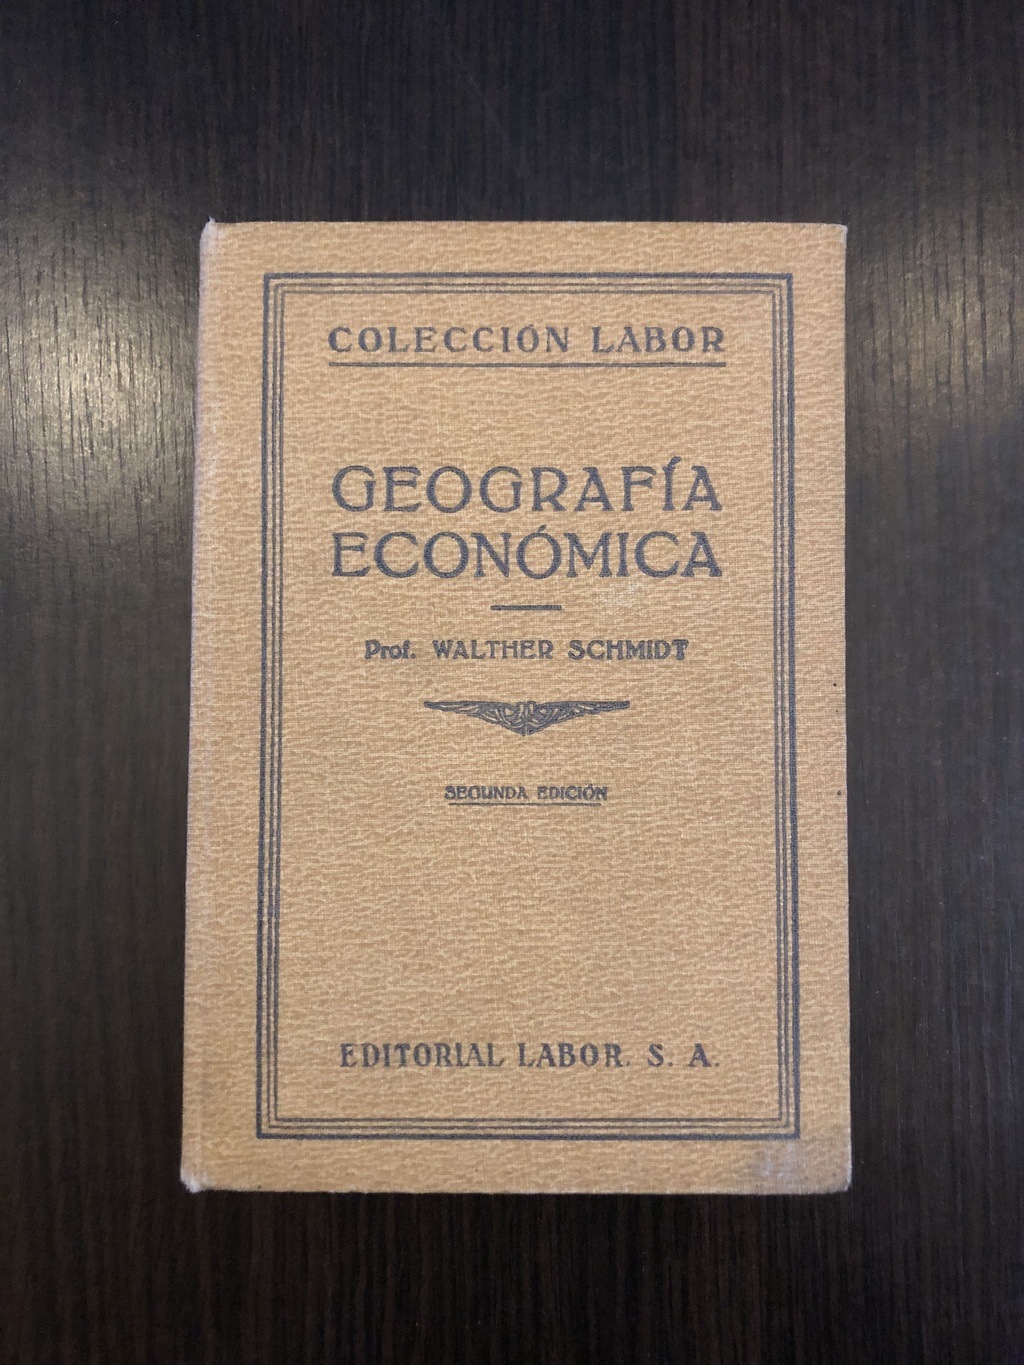 COLECCIÓN LABOR
GEOGRAFÍA
ECONÓMICA
Prof. WALTHER SCHMIDT
SEGUNDA EDICIÓN
EDITORIAL LABOR. S. A.